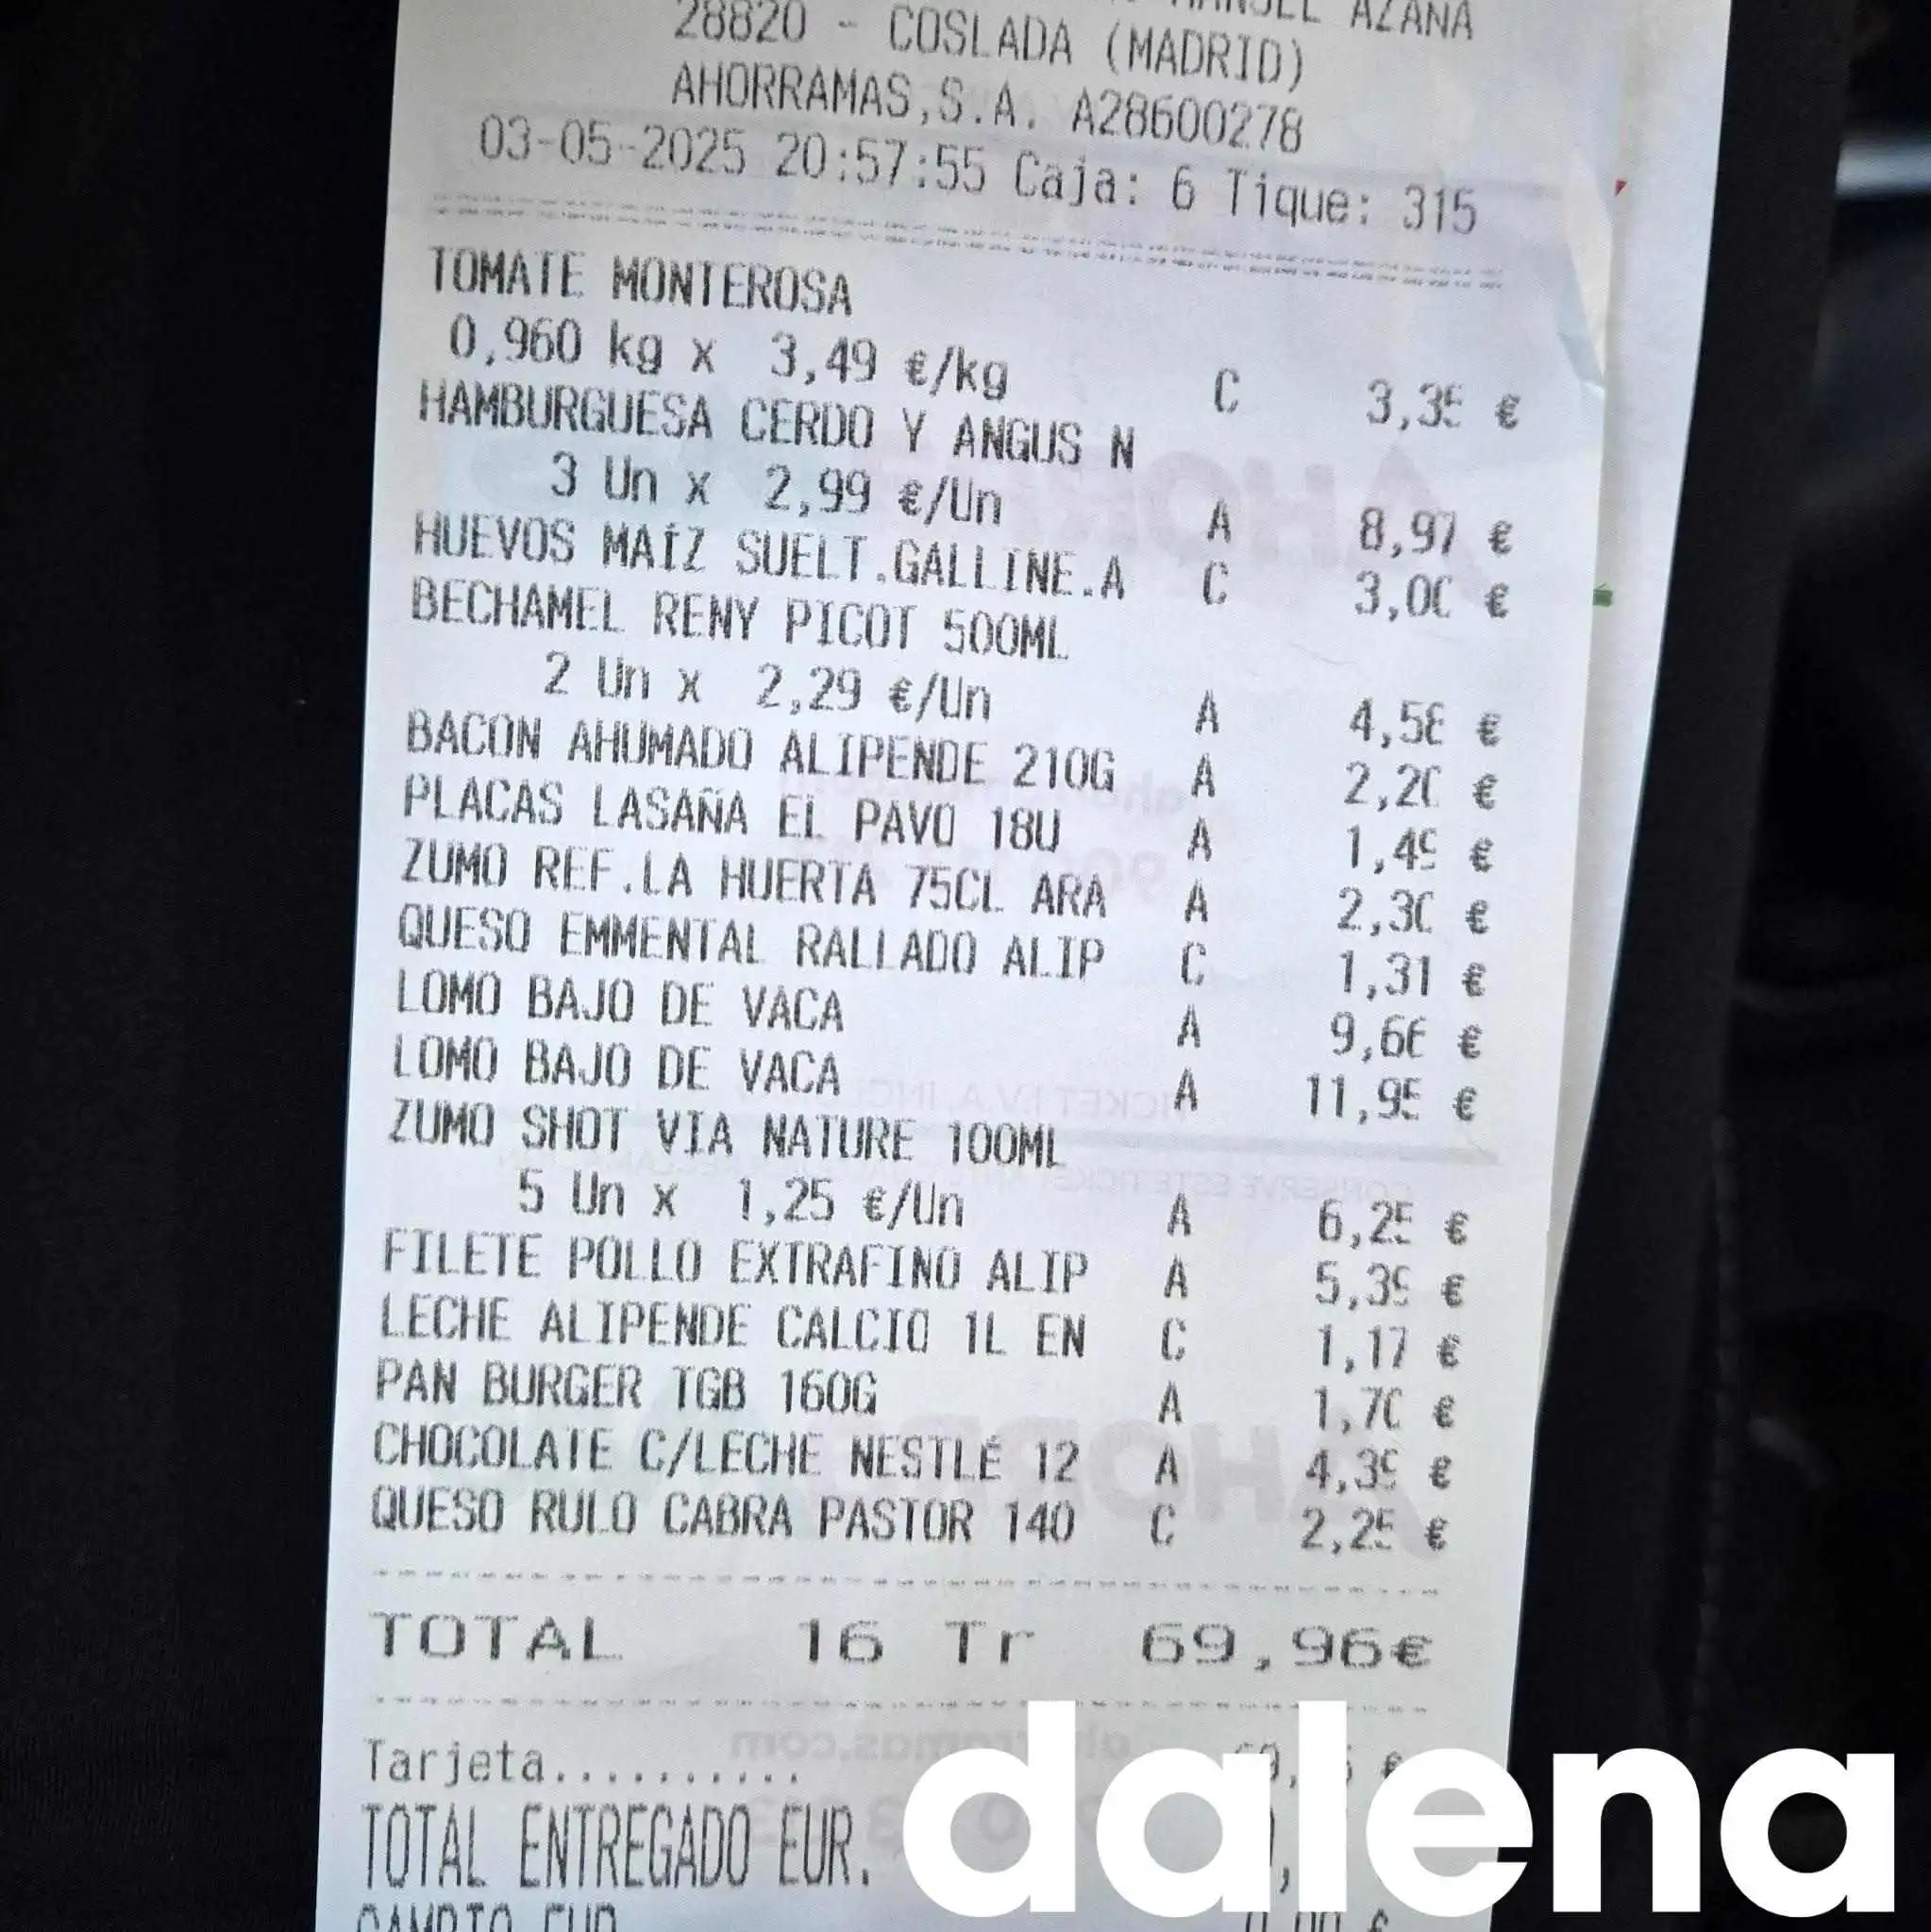 MANUEL AZAÑA
28820 - COSLADA (MADRID)
AHORRAMAS,S.A. A28600278
03-05-2025 20:57:55 Caja: 6 Tique: 315
TOMATE MONTEROSA
0,960 kg x 3,49 €/kg C 3,35 €
HAMBURGUESA CERDO Y ANGUS N
3 Un x 2,99 €/Un A 8,97 €
HUEVOS MAÍZ SUELT.GALLINE.A C 3,00 €
BECHAMEL RENY PICOT 500ML
2 Un x 2,29 €/Un A 4,58 €
BACON AHUMADO ALIPENDE 210G A 2,20 €
PLACAS LASAÑA EL PAVO 18U A 1,49 €
ZUMO REF.LA HUERTA 75CL ARA A 2,30 €
QUESO EMMENTAL RALLADO ALIP C 1,31 €
LOMO BAJO DE VACA A 9,66 €
LOMO BAJO DE VACA A 11,95 €
ZUMO SHOT VIA NATURE 100ML
5 Un x 1,25 €/Un A 6,25 €
FILETE POLLO EXTRAFINO ALIP A 5,39 €
LECHE ALIPENDE CALCIO 1L EN C 1,17 €
PAN BURGER TGB 160G A 1,70 €
CHOCOLATE C/LECHE NESTLÉ 12 A 4,39 €
QUESO RULO CABRA PASTOR 140 C 2,25 €
TOTAL 16 Tr 69,96€
Tarjeta.......... €
TOTAL ENTREGADO EUR.
CAMBIO EUR
dalena